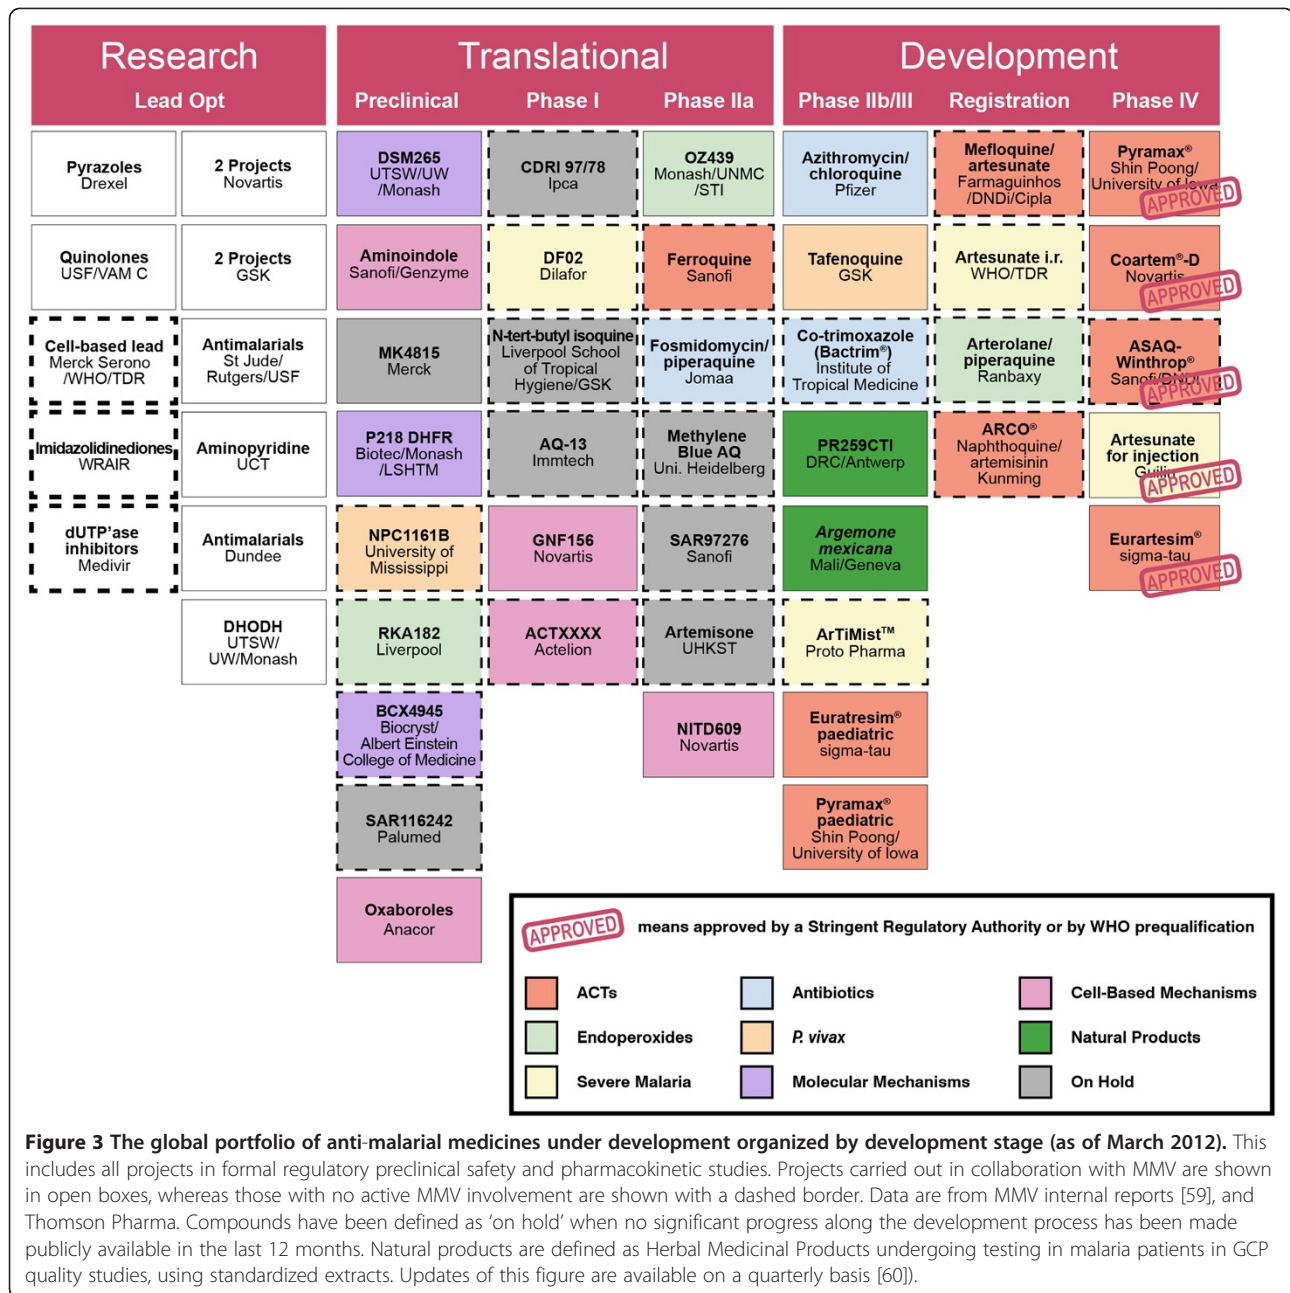 Research
Translational
Development
Lead Opt
Preclinical
Phase I
Phase IIa
Phase IIb/III
Registration
Phase IV
Pyrazoles
Drexel
2 Projects
Novartis
DSM265
UTSW/UW
/Monash
CDRI 97/78
Ipca
OZ439
Monash/UNMC
/STI
Azithromycin/
chloroquine
Pfizer
Mefloquine/
artesunate
Farmaguinhos
/DNDi/Cipla
Pyramax®
Shin Poong/
University of Iowa
APPROVED
Quinolones
USF/VAM C
2 Projects
GSK
Aminoindole
Sanofi/Genzyme
DF02
Dilafor
Ferroquine
Sanofi
Tafenoquine
GSK
Artesunate i.r.
WHO/TDR
Coartem®-D
Novartis
APPROVED
Cell-based lead
Merck Serono
/WHO/TDR
Antimalarials
St Jude/
Rutgers/USF
MK4815
Merck
N-tert-butyl isoquine
Liverpool School
of Tropical
Hygiene/GSK
Fosmidomycin/
piperaquine
Jomaa
Co-trimoxazole
(Bactrim®)
Institute of
Tropical Medicine
Arterolane/
piperaquine
Ranbaxy
ASAQ-
Winthrop®
Sanofi/DNDi
APPROVED
Imidazolidinediones
WRAIR
Aminopyridine
UCT
P218 DHFR
Biotec/Monash
/LSHTM
AQ-13
Immtech
Methylene
Blue AQ
Uni. Heidelberg
PR259CTI
DRC/Antwerp
ARCO®
Naphthoquine/
artemisinin
Kunming
Artesunate
for injection
Guilin
APPROVED
dUTP'ase
inhibitors
Medivir
Antimalarials
Dundee
NPC1161B
University of
Mississippi
GNF156
Novartis
SAR97276
Sanofi
Argemone
mexicana
Mali/Geneva
Eurartesim®
sigma-tau
APPROVED
DHODH
UTSW/
UW/Monash
RKA182
Liverpool
ACTXXXX
Actelion
Artemisone
UHKST
ArTiMist™
Proto Pharma
BCX4945
Biocryst/
Albert Einstein
College of Medicine
NITD609
Novartis
Euratresim®
paediatric
sigma-tau
SAR116242
Palumed
Pyramax®
paediatric
Shin Poong/
University of Iowa
Oxaboroles
Anacor
APPROVED means approved by a Stringent Regulatory Authority or by WHO prequalification
ACTs
Antibiotics
Cell-Based Mechanisms
Endoperoxides
P. vivax
Natural Products
Severe Malaria
Molecular Mechanisms
On Hold
Figure 3 The global portfolio of anti-malarial medicines under development organized by development stage (as of March 2012). This
includes all projects in formal regulatory preclinical safety and pharmacokinetic studies. Projects carried out in collaboration with MMV are shown
in open boxes, whereas those with no active MMV involvement are shown with a dashed border. Data are from MMV internal reports [59], and
Thomson Pharma. Compounds have been defined as 'on hold' when no significant progress along the development process has been made
publicly available in the last 12 months. Natural products are defined as Herbal Medicinal Products undergoing testing in malaria patients in GCP
quality studies, using standardized extracts. Updates of this figure are available on a quarterly basis [60]).